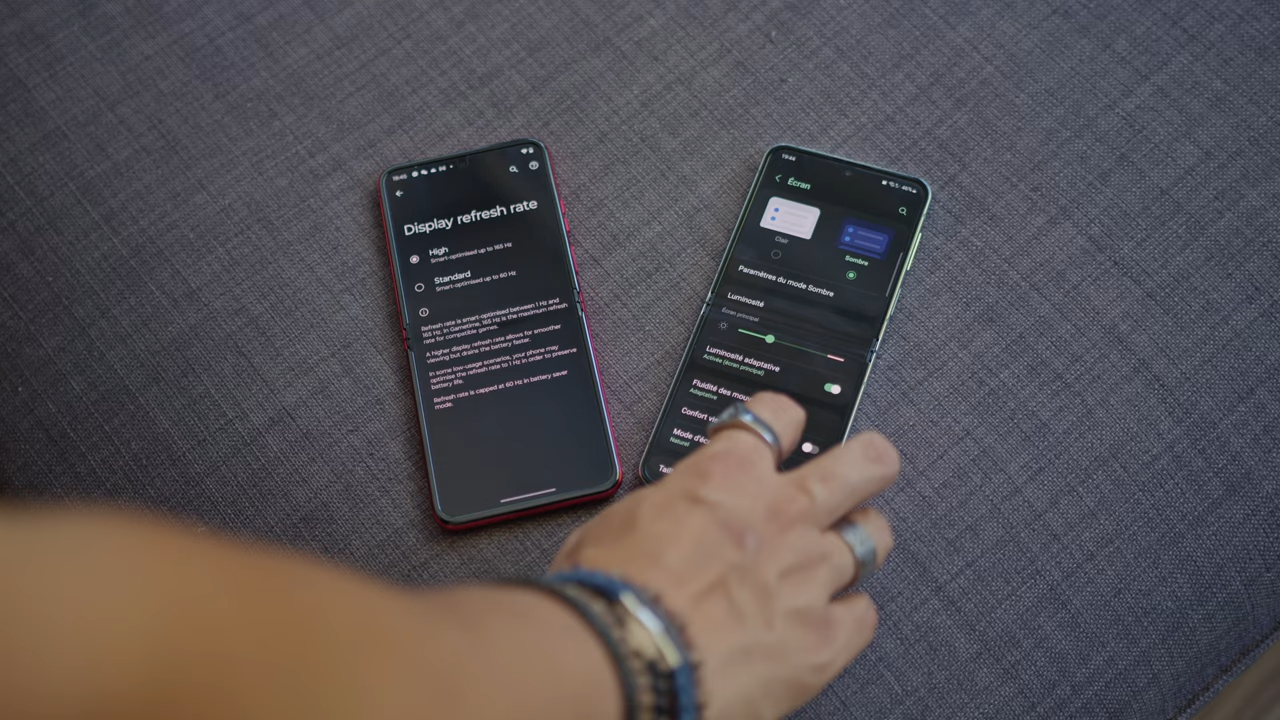 Display refresh rate
High
Smart-optimised up to 165 Hz
Standard
Smart-optimised up to 60 Hz
Refresh rate is smart-optimised between 1 Hz and
165 Hz. In Gametime, 165 Hz is the maximum refresh
rate for compatible games.
A higher display refresh rate allows for smoother
viewing but drains the battery faster.
In some low-usage scenarios, your phone may
optimise the refresh rate to 1 Hz in order to preserve
battery life.
Refresh rate is capped at 60 Hz in battery saver
mode.
19:44
46%
Écran
Clair
Sombre
Paramètres du mode Sombre
Luminosité
Écran principal
Luminosité adaptative
Activée (écran principal)
Fluidité des mou
Adaptative
Confort vis
Mode d'éc
Naturel
Tai